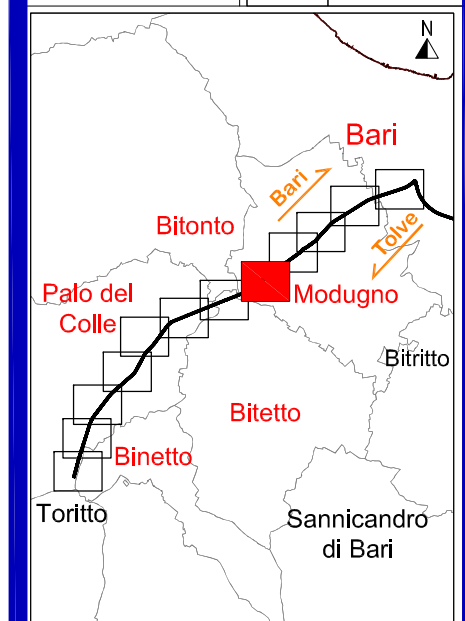 N
Bari
Bari
Tolve
Bitonto
Modugno
Palo del
Colle
Bitritto
Bitetto
Binetto
Toritto
Sannicandro
di Bari